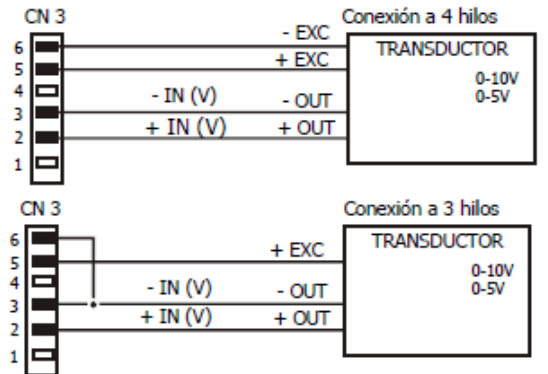 CN 3
Conexión a 4 hilos
6
- EXC
TRANSDUCTOR
5
+ EXC
0-10V
4
- IN (V)
- OUT
0-5V
3
+ IN (V)
+ OUT
2
1
CN 3
Conexión a 3 hilos
6
TRANSDUCTOR
5
+ EXC
0-10V
4
- IN (V)
- OUT
0-5V
3
+ IN (V)
+ OUT
2
1